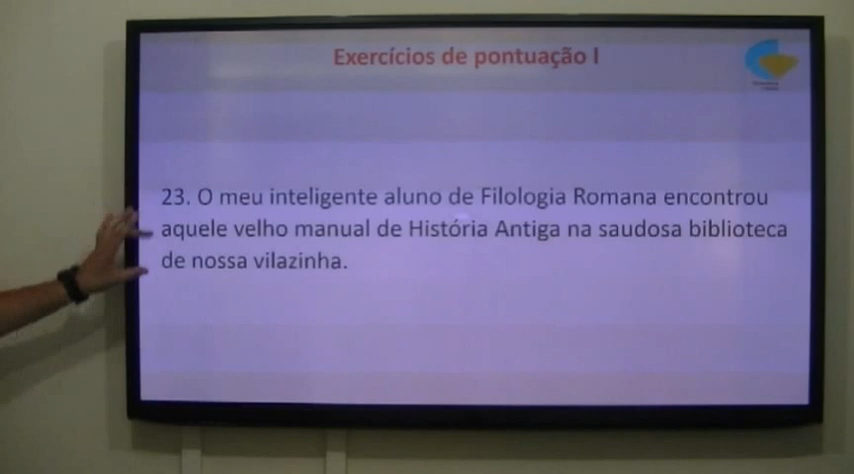 Exercícios de pontuação I
23. O meu inteligente aluno de Filologia Romana encontrou
aquele velho manual de História Antiga na saudosa biblioteca
de nossa vilazinha.